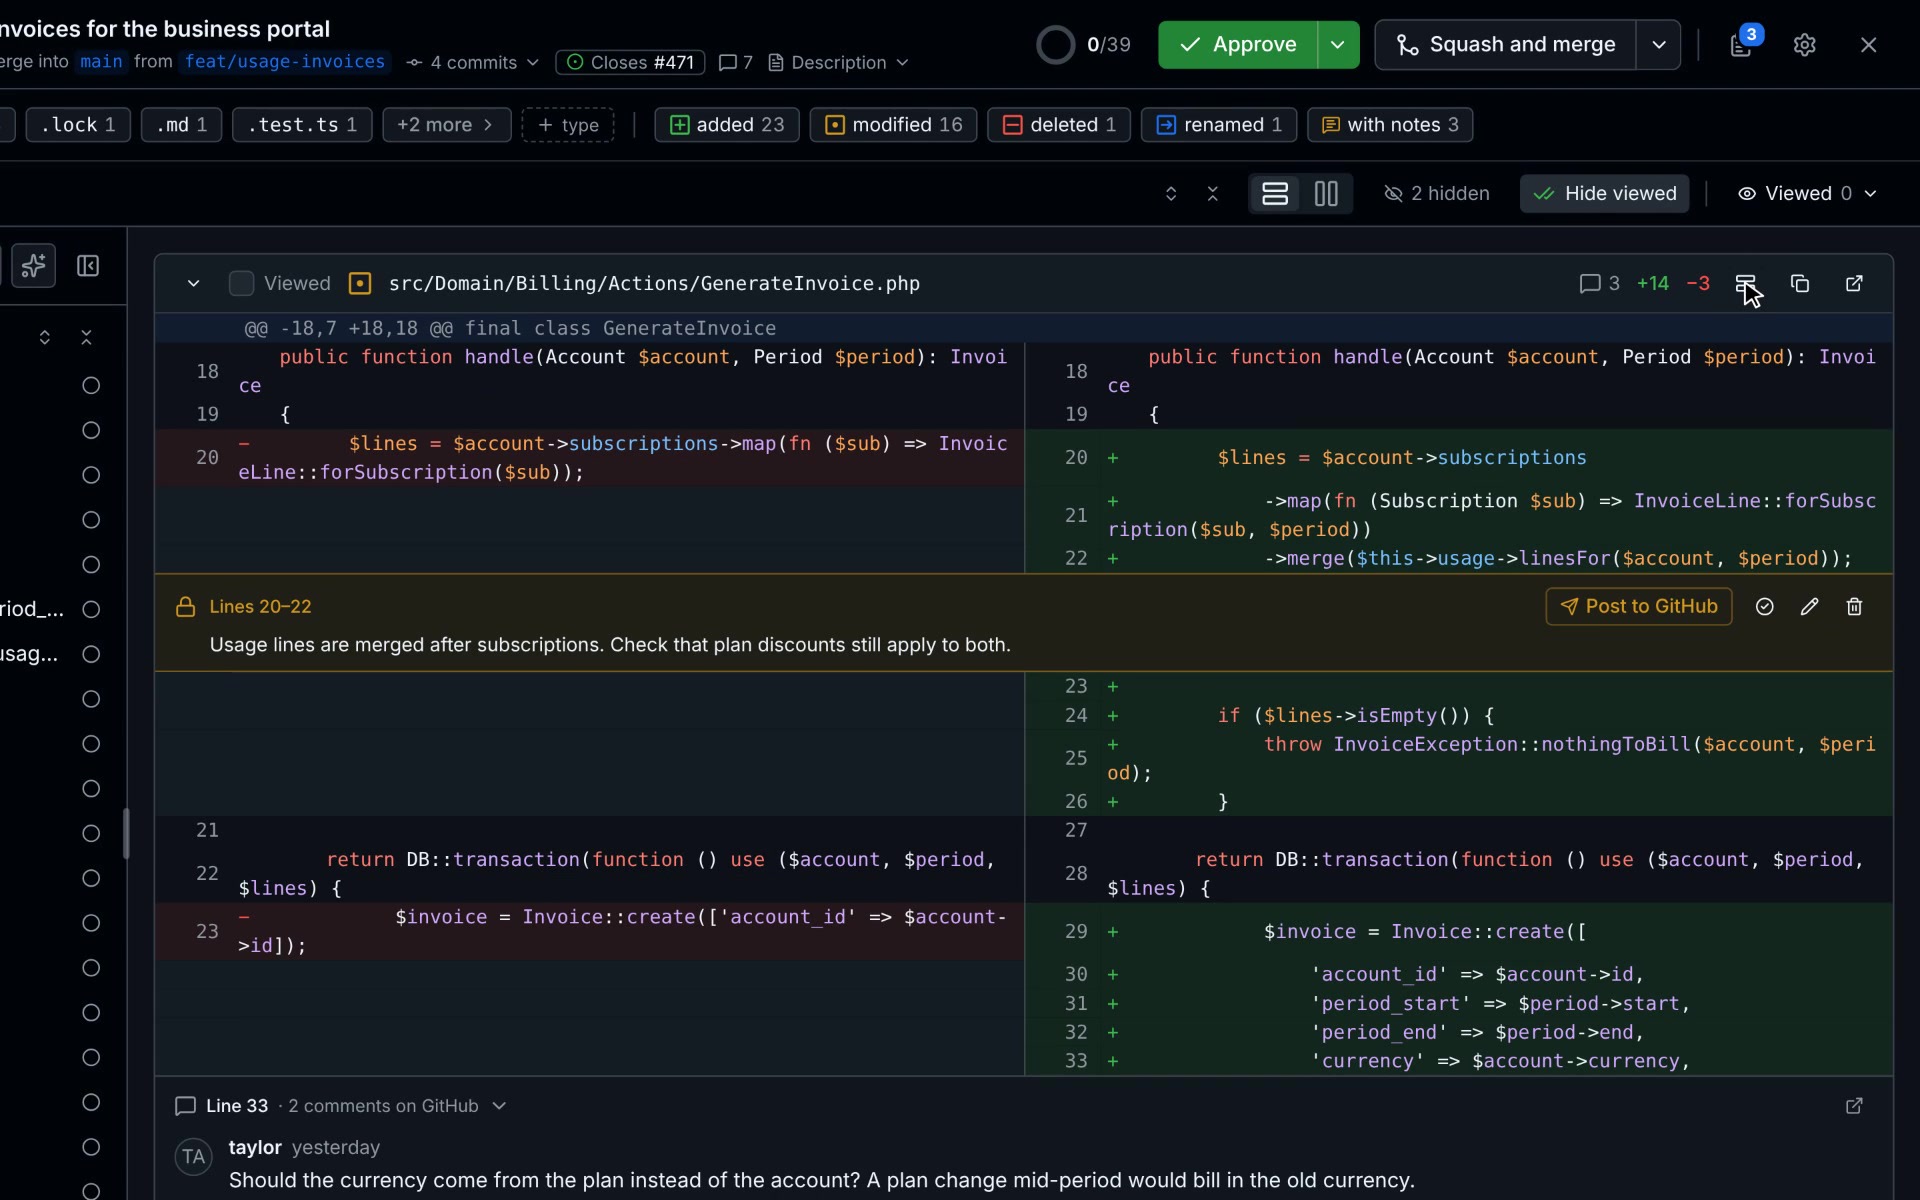 nvoices for the business portal
erge into main from feat/usage-invoices 4 commits Closes #471 7 Description
0/39 Approve Squash and merge 3
.lock 1 .md 1 .test.ts 1 +2 more > + type added 23 modified 16 deleted 1 renamed 1 with notes 3
2 hidden Hide viewed Viewed 0
Viewed src/Domain/Billing/Actions/GenerateInvoice.php 3 +14 −3
@@ -18,7 +18,18 @@ final class GenerateInvoice
18 public function handle(Account $account, Period $period): Invoi
ce
19 {
20 − $lines = $account->subscriptions->map(fn ($sub) => Invoic
eLine::forSubscription($sub));
18 public function handle(Account $account, Period $period): Invoi
ce
19 {
20 + $lines = $account->subscriptions
21 + ->map(fn (Subscription $sub) => InvoiceLine::forSubsc
ription($sub, $period))
22 + ->merge($this->usage->linesFor($account, $period));
riod_...
usag...
Lines 20–22 Post to GitHub
Usage lines are merged after subscriptions. Check that plan discounts still apply to both.
21
22 return DB::transaction(function () use ($account, $period,
$lines) {
23 − $invoice = Invoice::create(['account_id' => $account-
>id]);
23 +
24 + if ($lines->isEmpty()) {
25 + throw InvoiceException::nothingToBill($account, $peri
od);
26 + }
27
28 return DB::transaction(function () use ($account, $period,
$lines) {
29 + $invoice = Invoice::create([
30 + 'account_id' => $account->id,
31 + 'period_start' => $period->start,
32 + 'period_end' => $period->end,
33 + 'currency' => $account->currency,
Line 33 · 2 comments on GitHub
TA taylor yesterday
Should the currency come from the plan instead of the account? A plan change mid-period would bill in the old currency.